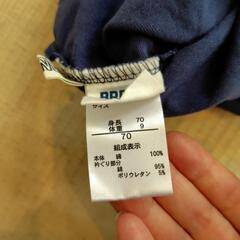 サイズ
身長 70
体重 9
70
組成表示
本体 綿 100%
衿ぐり部分
綿 95%
ポリウレタン 5%